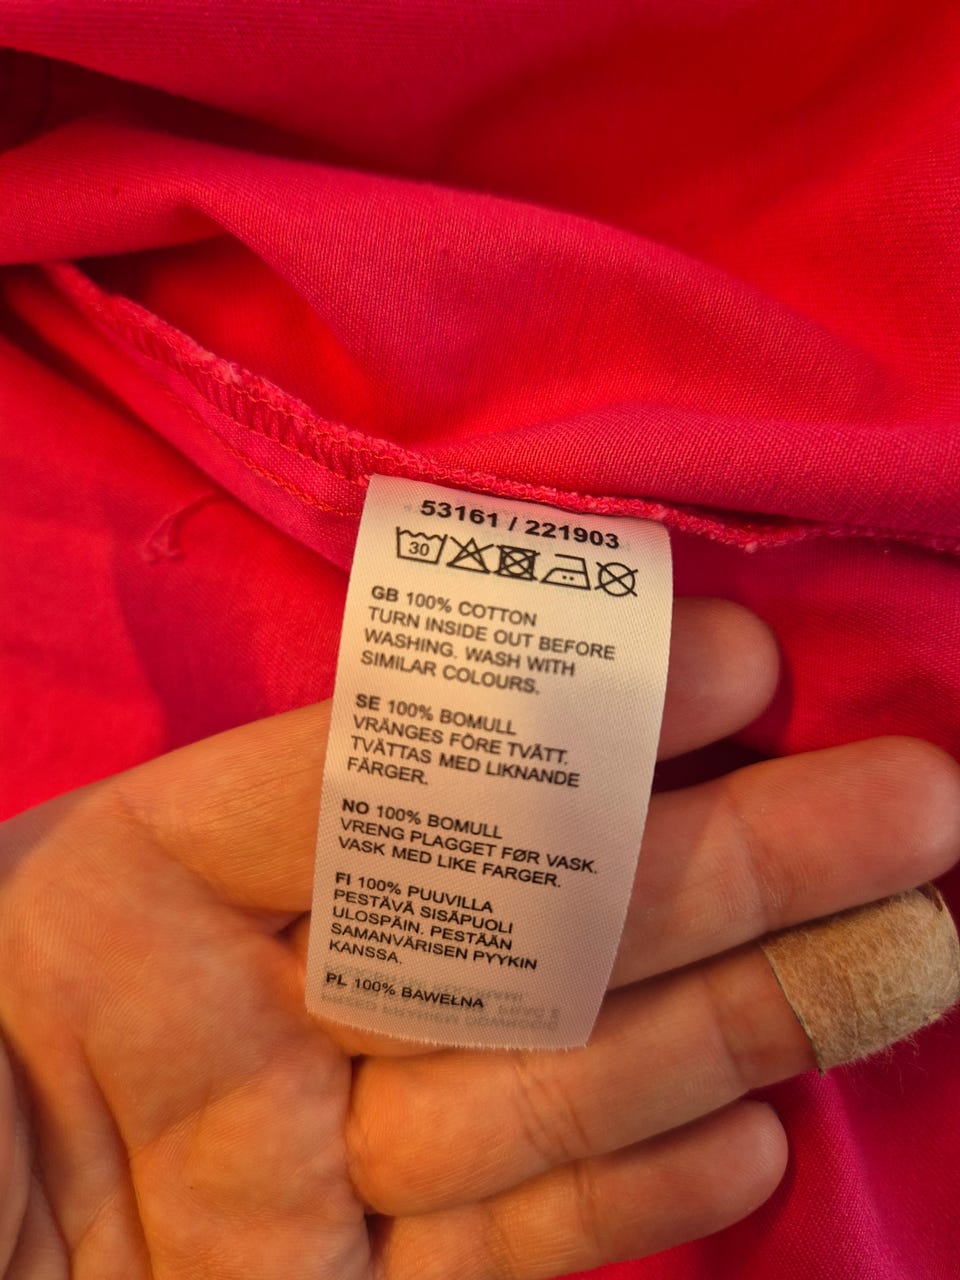 53161 / 221903
30
GB 100% COTTON
TURN INSIDE OUT BEFORE
WASHING. WASH WITH
SIMILAR COLOURS.
SE 100% BOMULL
VRÄNGES FÖRE TVÄTT.
TVÄTTAS MED LIKNANDE
FÄRGER.
NO 100% BOMULL
VRENG PLAGGET FØR VASK.
VASK MED LIKE FARGER.
FI 100% PUUVILLA
PESTÄVÄ SISÄPUOLI
ULOSPÄIN. PESTÄÄN
SAMANVÄRISEN PYYKIN
KANSSA.
PL 100% BAWEŁNA